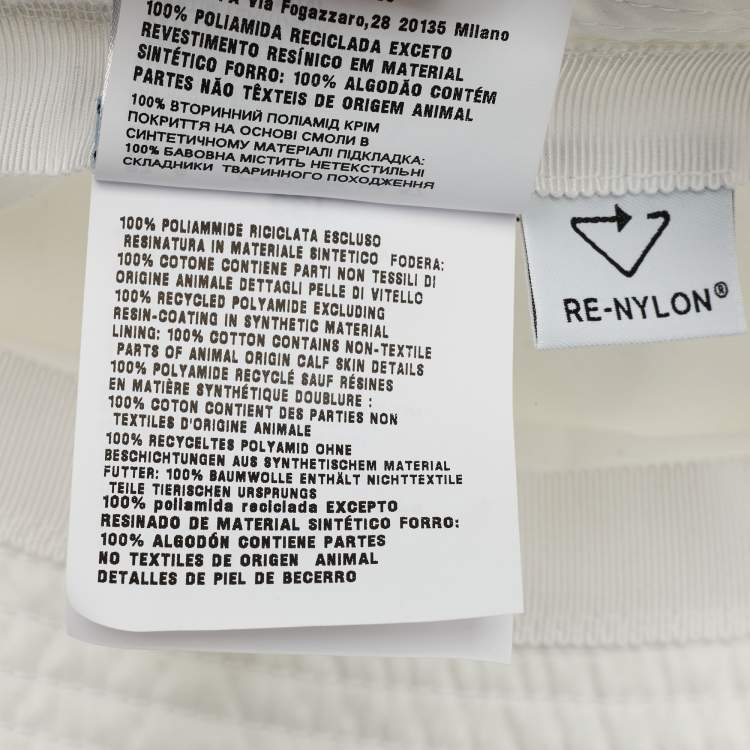 Via Fogazzaro,28 20135 Milano
100% POLIAMIDA RECICLADA EXCETO
REVESTIMENTO RESÍNICO EM MATERIAL
SINTÉTICO FORRO: 100% ALGODÃO CONTÉM
PARTES NÃO TÊXTEIS DE ORIGEM ANIMAL
100% ВТОРИННИЙ ПОЛІАМІД КРІМ
ПОКРИТТЯ НА ОСНОВІ СМОЛИ В
СИНТЕТИЧНОМУ МАТЕРІАЛІ ПІДКЛАДКА:
100% БАВОВНА МІСТИТЬ НЕТЕКСТИЛЬНІ
СКЛАДНИКИ ТВАРИННОГО ПОХОДЖЕННЯ
100% POLIAMMIDE RICICLATA ESCLUSO
RESINATURA IN MATERIALE SINTETICO FODERA:
100% COTONE CONTIENE PARTI NON TESSILI DI
ORIGINE ANIMALE DETTAGLI PELLE DI VITELLO
100% RECYCLED POLYAMIDE EXCLUDING
RESIN-COATING IN SYNTHETIC MATERIAL
LINING: 100% COTTON CONTAINS NON-TEXTILE
PARTS OF ANIMAL ORIGIN CALF SKIN DETAILS
100% POLYAMIDE RECYCLÉ SAUF RÉSINES
EN MATIÈRE SYNTHÉTIQUE DOUBLURE :
100% COTON CONTIENT DES PARTIES NON
TEXTILES D'ORIGINE ANIMALE
100% RECYCELTES POLYAMID OHNE
BESCHICHTUNGEN AUS SYNTHETISCHEM MATERIAL
FUTTER: 100% BAUMWOLLE ENTHÄLT NICHTTEXTILE
TEILE TIERISCHEN URSPRUNGS
100% poliamida reciclada EXCEPTO
RESINADO DE MATERIAL SINTÉTICO FORRO:
100% ALGODÓN CONTIENE PARTES
NO TEXTILES DE ORIGEN ANIMAL
DETALLES DE PIEL DE BECERRO
RE-NYLON®